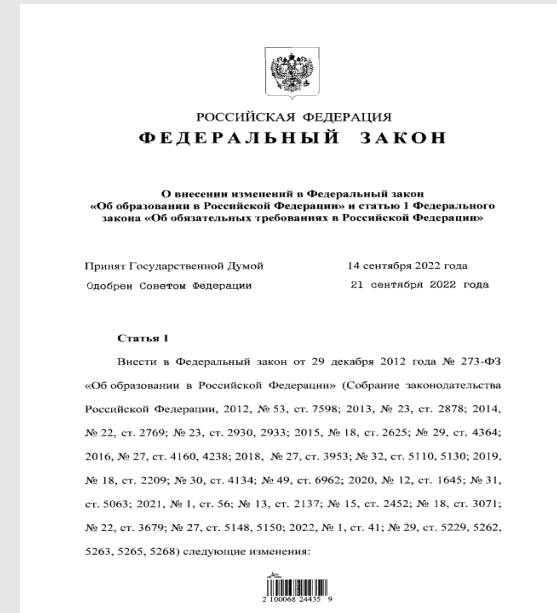 РОССИЙСКАЯ ФЕДЕРАЦИЯ
ФЕДЕРАЛЬНЫЙ ЗАКОН
О внесении изменений в Федеральный закон
«Об образовании в Российской Федерации» и статью 1 Федерального
закона «Об обязательных требованиях в Российской Федерации»
Принят Государственной Думой 14 сентября 2022 года
Одобрен Советом Федерации 21 сентября 2022 года
Статья 1
Внести в Федеральный закон от 29 декабря 2012 года № 273-ФЗ
«Об образовании в Российской Федерации» (Собрание законодательства
Российской Федерации, 2012, № 53, ст. 7598; 2013, № 23, ст. 2878; 2014,
№ 22, ст. 2769; № 23, ст. 2930, 2933; 2015, № 18, ст. 2625; № 29, ст. 4364;
2016, № 27, ст. 4160, 4238; 2018, № 27, ст. 3953; № 32, ст. 5110, 5130; 2019,
№ 18, ст. 2209; № 30, ст. 4134; № 49, ст. 6962; 2020, № 12, ст. 1645; № 31,
ст. 5063; 2021, № 1, ст. 56; № 13, ст. 2137; № 15, ст. 2452; № 18, ст. 3071;
№ 22, ст. 3679; № 27, ст. 5148, 5150; 2022, № 1, ст. 41; № 29, ст. 5229, 5262,
5263, 5265, 5268) следующие изменения:
2 100068 24435 9